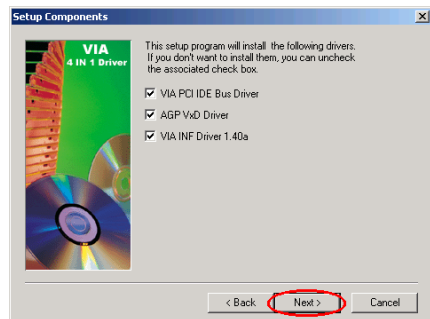 Setup Components
VIA
4 IN 1 Driver
This setup program will install the following drivers.
If you don't want to install them, you can uncheck
the associated check box.
VIA PCI IDE Bus Driver
AGP VxD Driver
VIA INF Driver 1.40a
< Back
Next >
Cancel